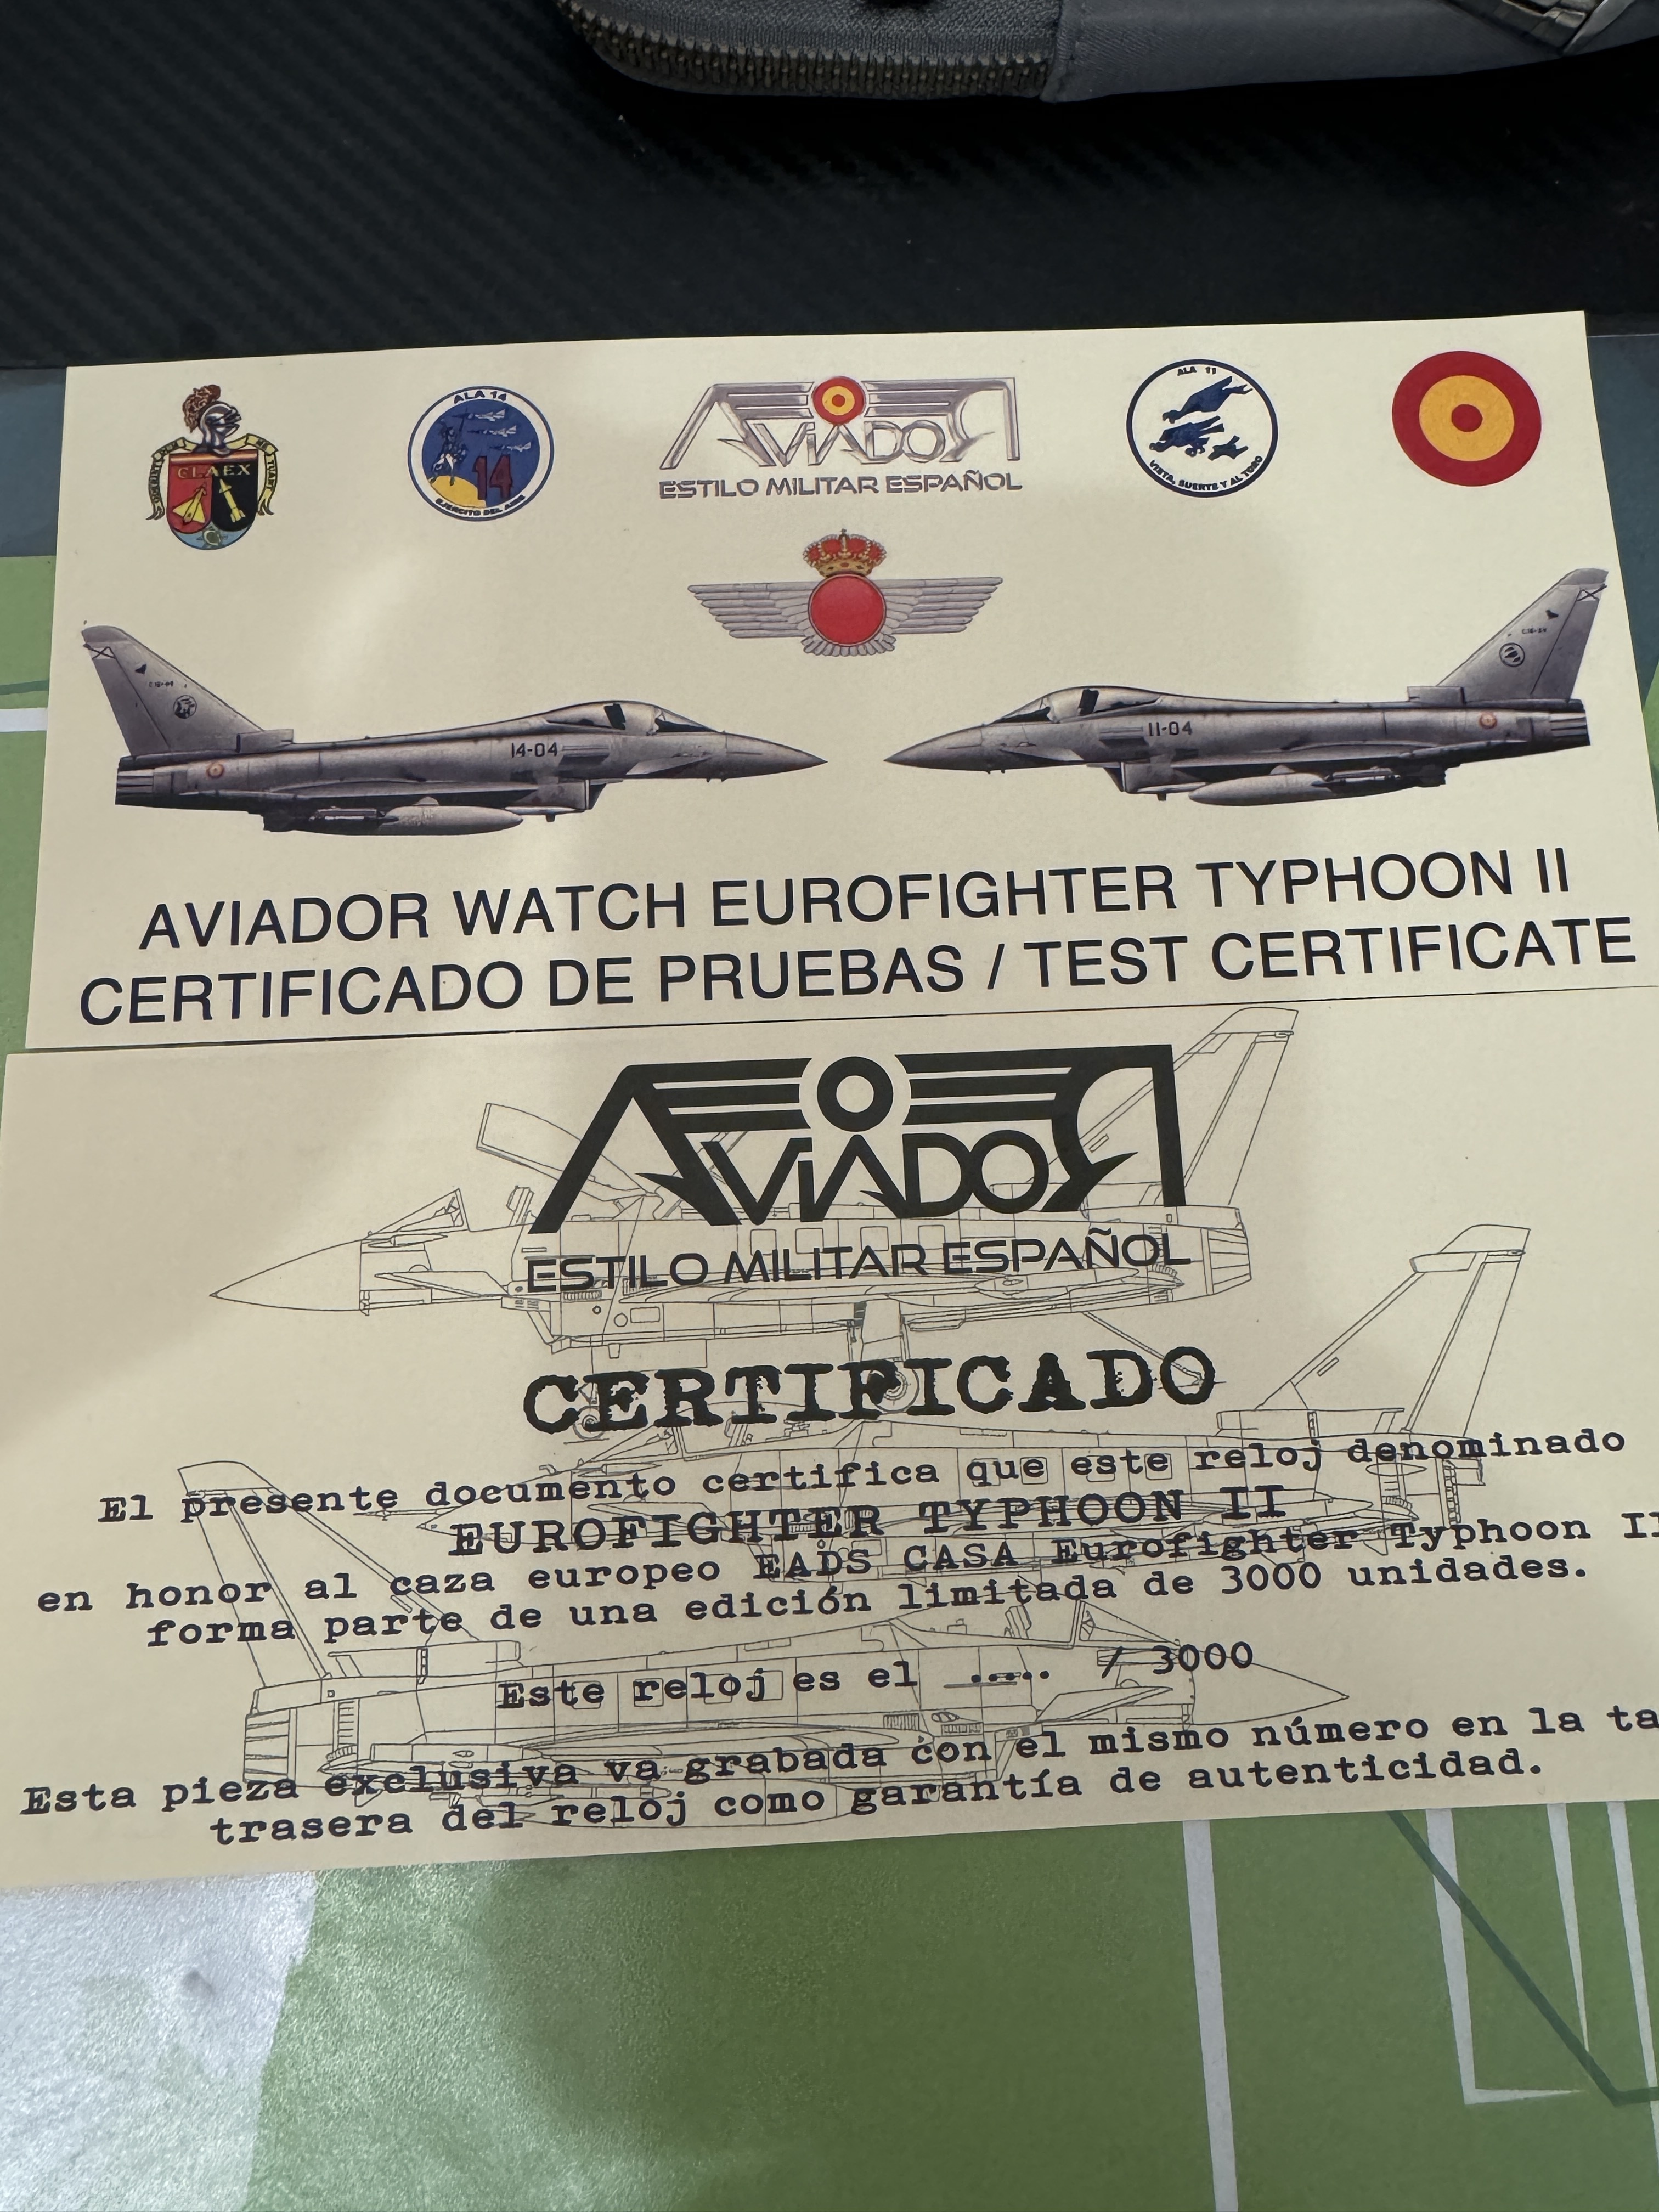 CLAEX
ALA 14
14
EJERCITO DEL AIRE
AVIADOR
ESTILO MILITAR ESPAÑOL
ALA 11
VISTA, SUERTE Y AL TORO
14-04
11-04
AVIADOR WATCH EUROFIGHTER TYPHOON II
CERTIFICADO DE PRUEBAS / TEST CERTIFICATE
AVIADOR
ESTILO MILITAR ESPAÑOL
CERTIFICADO
El presente documento certifica que este reloj denominado
EUROFIGHTER TYPHOON II
en honor al caza europeo EADS CASA Eurofighter Typhoon II
forma parte de una edición limitada de 3000 unidades.
Este reloj es el ..... / 3000
Esta pieza exclusiva va grabada con el mismo número en la ta
trasera del reloj como garantía de autenticidad.